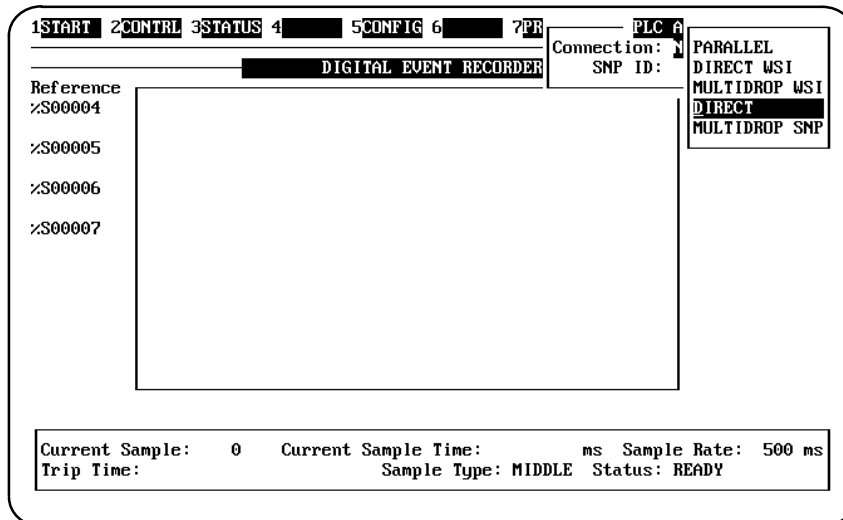 1START 2CONTRL 3STATUS 4 5CONFIG 6 7PR PLC A
Connection: N
SNP ID:
PARALLEL
DIRECT WSI
MULTIDROP WSI
DIRECT
MULTIDROP SNP
DIGITAL EVENT RECORDER
Reference
%S00004
%S00005
%S00006
%S00007
Current Sample: 0 Current Sample Time: ms Sample Rate: 500 ms
Trip Time: Sample Type: MIDDLE Status: READY